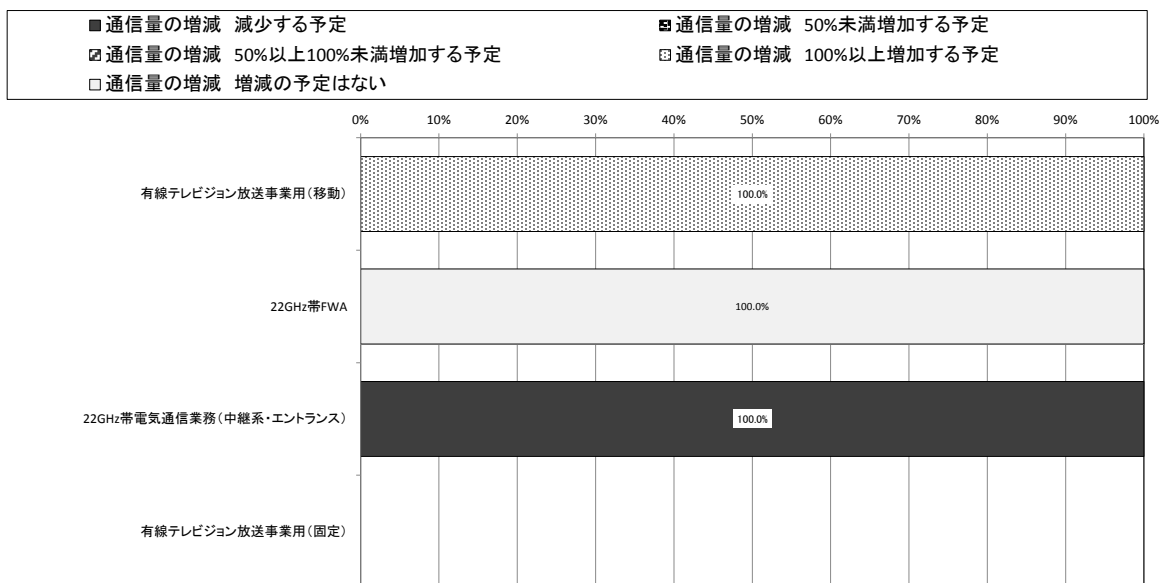 ■通信量の増減 減少する予定 通信量の増減 50%未満増加する予定
通信量の増減 50%以上100%未満増加する予定 通信量の増減 100%以上増加する予定
□通信量の増減 増減の予定はない
0% 10% 20% 30% 40% 50% 60% 70% 80% 90% 100%
有線テレビジョン放送事業用(移動) 100.0%
22GHz帯FWA 100.0%
22GHz帯電気通信業務(中継系・エントランス) 100.0%
有線テレビジョン放送事業用(固定)